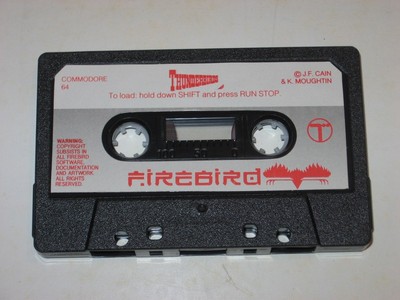 COMMODORE
64
THUNDERBIRDS
To load: hold down SHIFT and press RUN STOP
© J.F. CAIN
& K. MOUGHTIN
WARNING:
COPYRIGHT
SUBSISTS IN
ALL FIREBIRD
SOFTWARE,
DOCUMENTATION
AND ARTWORK.
ALL RIGHTS
RESERVED.
T
FIREBIRD